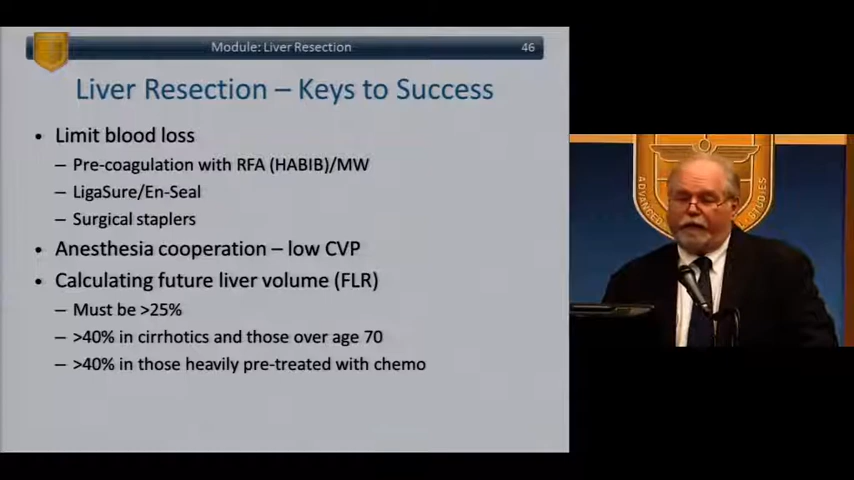 Module: Liver Resection 46
Liver Resection – Keys to Success
• Limit blood loss
– Pre-coagulation with RFA (HABIB)/MW
– LigaSure/En-Seal
– Surgical staplers
• Anesthesia cooperation – low CVP
• Calculating future liver volume (FLR)
– Must be >25%
– >40% in cirrhotics and those over age 70
– >40% in those heavily pre-treated with chemo
ADVANCED
STUDIES